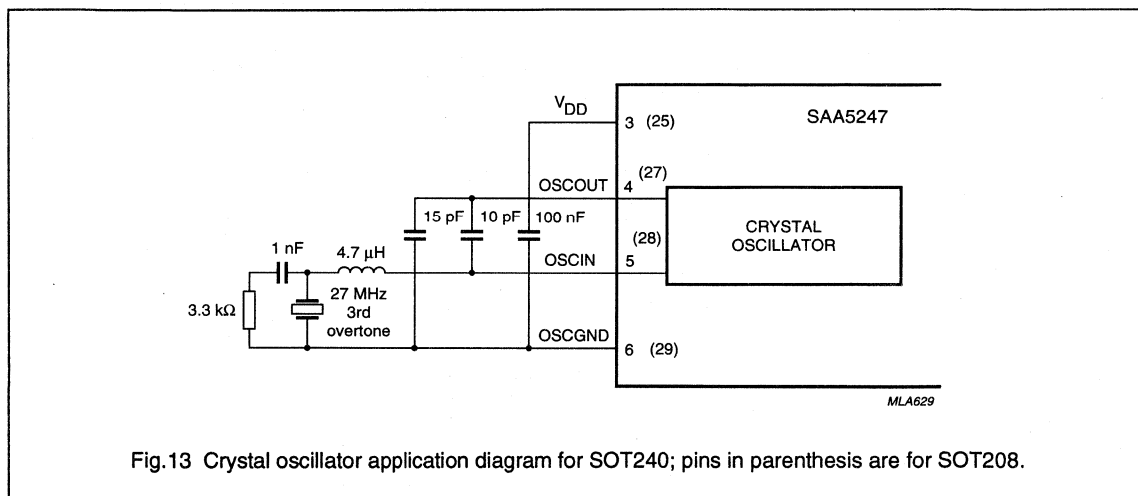 V_DD
3 (25)
SAA5247
OSCOUT
4 (27)
15 pF
10 pF
100 nF
CRYSTAL
OSCILLATOR
(28)
1 nF
4.7 µH
OSCIN
5
3.3 kΩ
27 MHz
3rd
overtone
OSCGND
6 (29)
MLA629
Fig.13 Crystal oscillator application diagram for SOT240; pins in parenthesis are for SOT208.